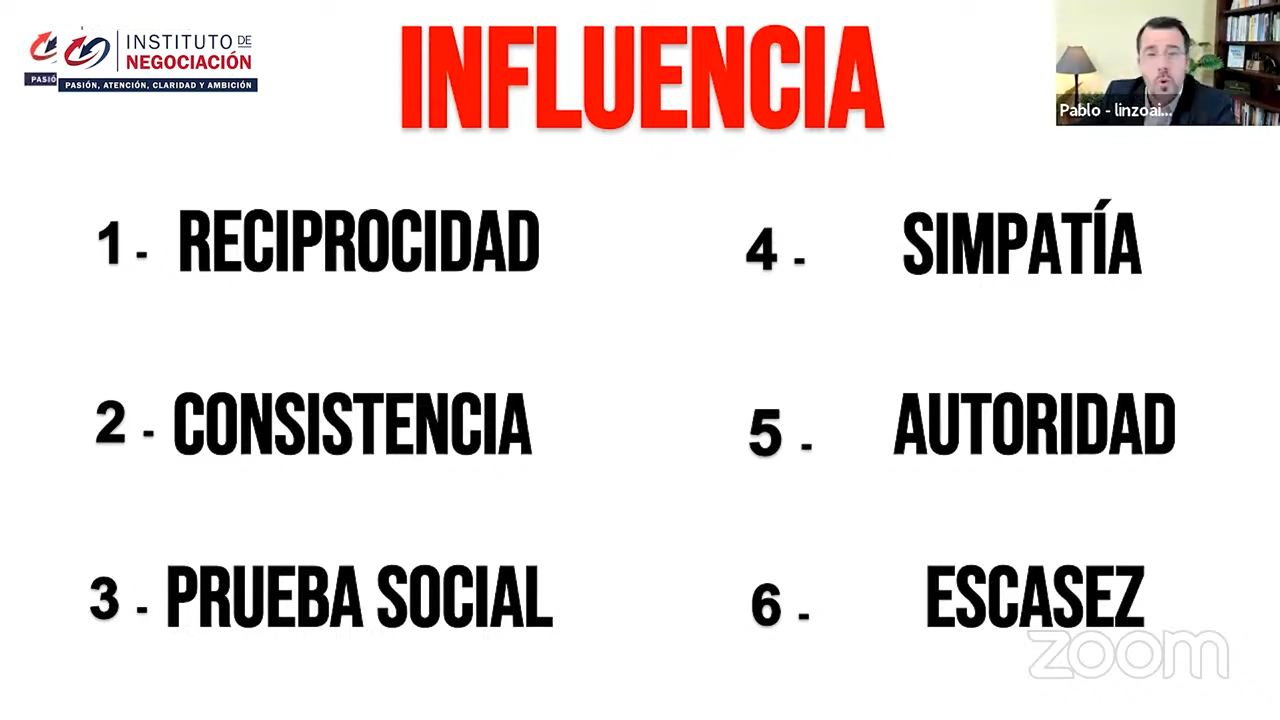 INSTITUTO DE
NEGOCIACIÓN
PASIÓ
PASIÓN, ATENCIÓN, CLARIDAD Y AMBICIÓN
INFLUENCIA
Pablo - linzoai...
1 - RECIPROCIDAD
2 - CONSISTENCIA
3 - PRUEBA SOCIAL
4 - SIMPATÍA
5 - AUTORIDAD
6 - ESCASEZ
zoom